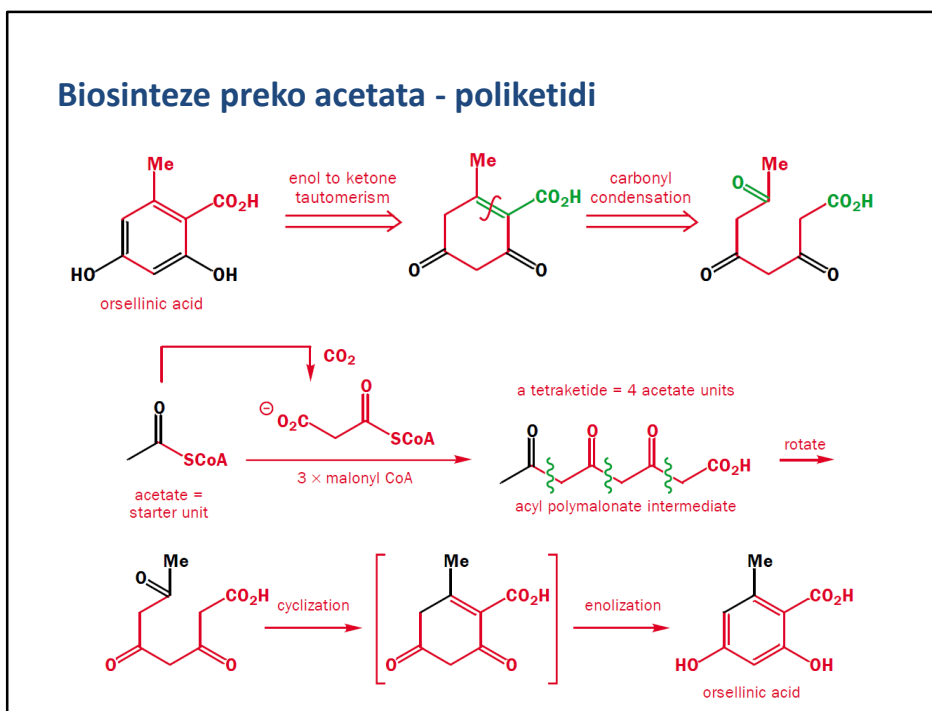 Biosinteze preko acetata - poliketidi
Me
CO₂H
HO
OH
orsellinic acid
enol to ketone
tautomerism
Me
CO₂H
O
O
carbonyl
condensation
Me
O
CO₂H
O
O
CO₂
O
SCoA
acetate =
starter unit
⊖
O₂C
O
SCoA
3 × malonyl CoA
a tetraketide = 4 acetate units
O
O
O
CO₂H
acyl polymalonate intermediate
rotate
Me
O
CO₂H
O
O
cyclization
Me
CO₂H
O
O
enolization
Me
CO₂H
HO
OH
orsellinic acid